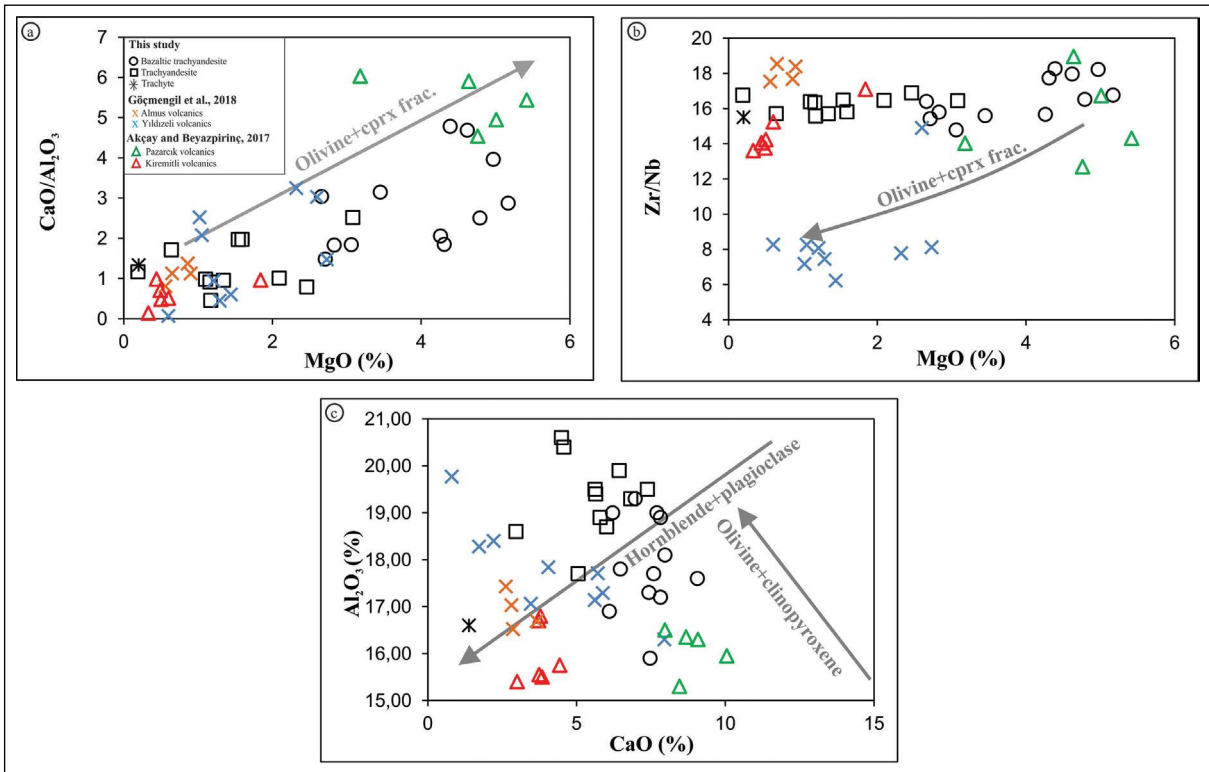 a
CaO/Al₂O₃
7
6
5
4
3
2
1
0
This study
Bazaltic trachyandesite
Trachyandesite
Trachyte
Göçmengil et al., 2018
Almus volcanics
Yıldızeli volcanics
Akçay and Beyazpirinç, 2017
Pazarcık volcanics
Kiremitli volcanics
Olivine+cprx frac.
0 2 4 6
MgO (%)
b
Zr/Nb
20
18
16
14
12
10
8
6
4
Olivine+cprx frac.
0 2 4 6
MgO (%)
c
Al₂O₃ (%)
21,00
20,00
19,00
18,00
17,00
16,00
15,00
Hornblende+plagioclase
Olivine+clinopyroxene
0 5 10 15
CaO (%)